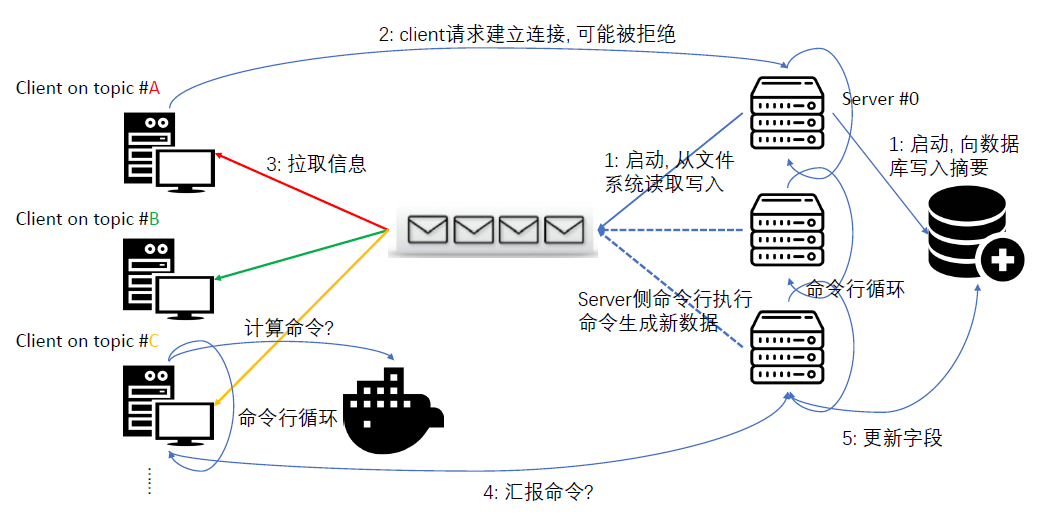 2: client请求建立连接, 可能被拒绝
Client on topic #A
Server #0
3: 拉取信息
1: 启动, 从文件
系统读取写入
1: 启动, 向数据
库写入摘要
Client on topic #B
Server侧命令行执行
命令生成新数据
命令行循环
计算命令?
Client on topic #C
命令行循环
5: 更新字段
4: 汇报命令?
……